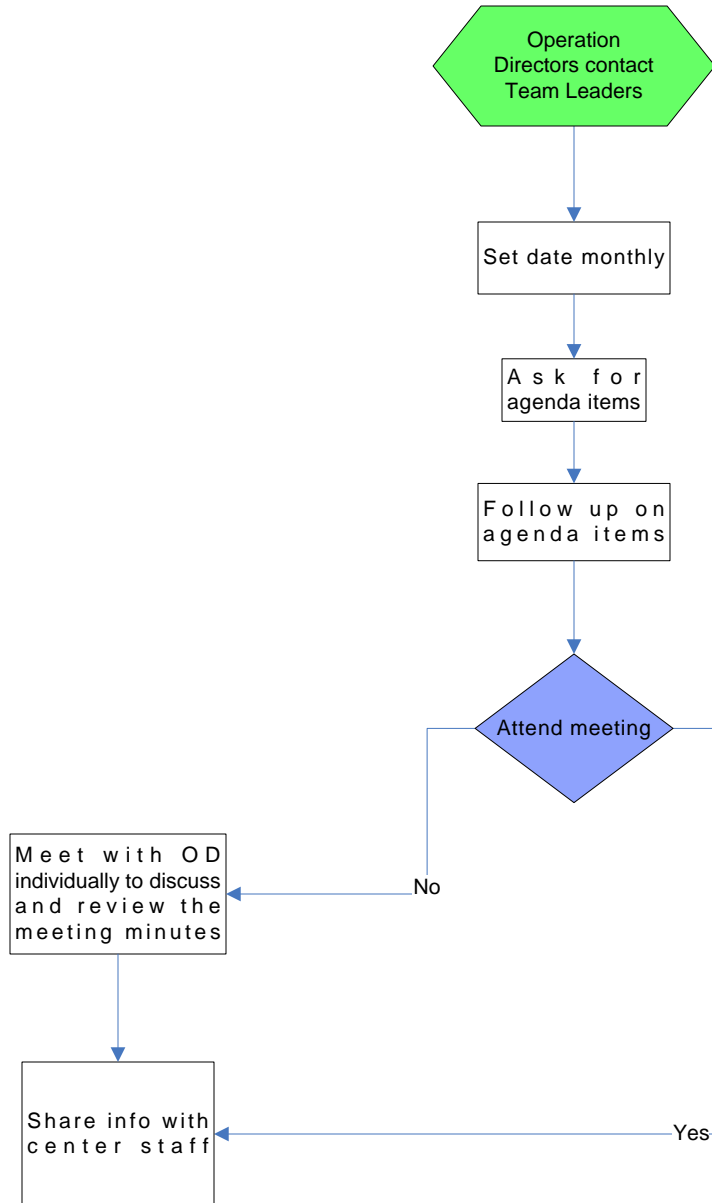 Operation
Directors contact
Team Leaders
Set date monthly
Ask for
agenda items
Follow up on
agenda items
Attend meeting
Meet with OD
individually to discuss
and review the
meeting minutes
No
Share info with
center staff
Yes